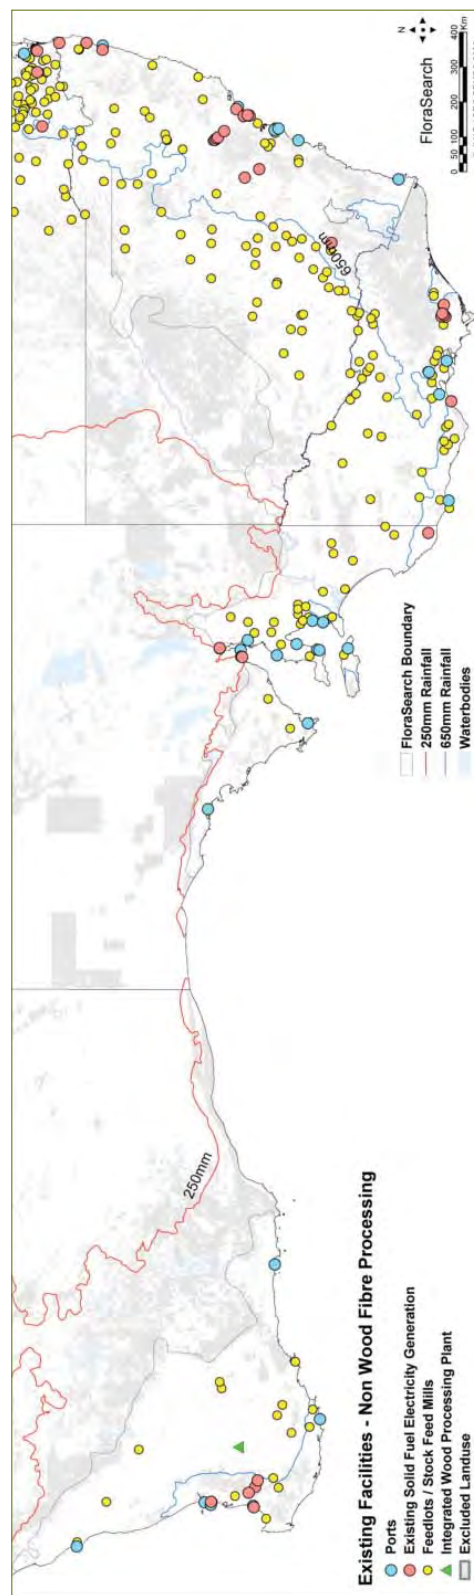 Existing Facilities - Non Wood Fibre Processing
Ports
Existing Solid Fuel Electricity Generation
Feedlots / Stock Feed Mills
Integrated Wood Processing Plant
Excluded Landuse
FloraSearch Boundary
250mm Rainfall
650mm Rainfall
Waterbodies
250mm
650mm
FloraSearch
N
0 50 100 200 300 400
Km